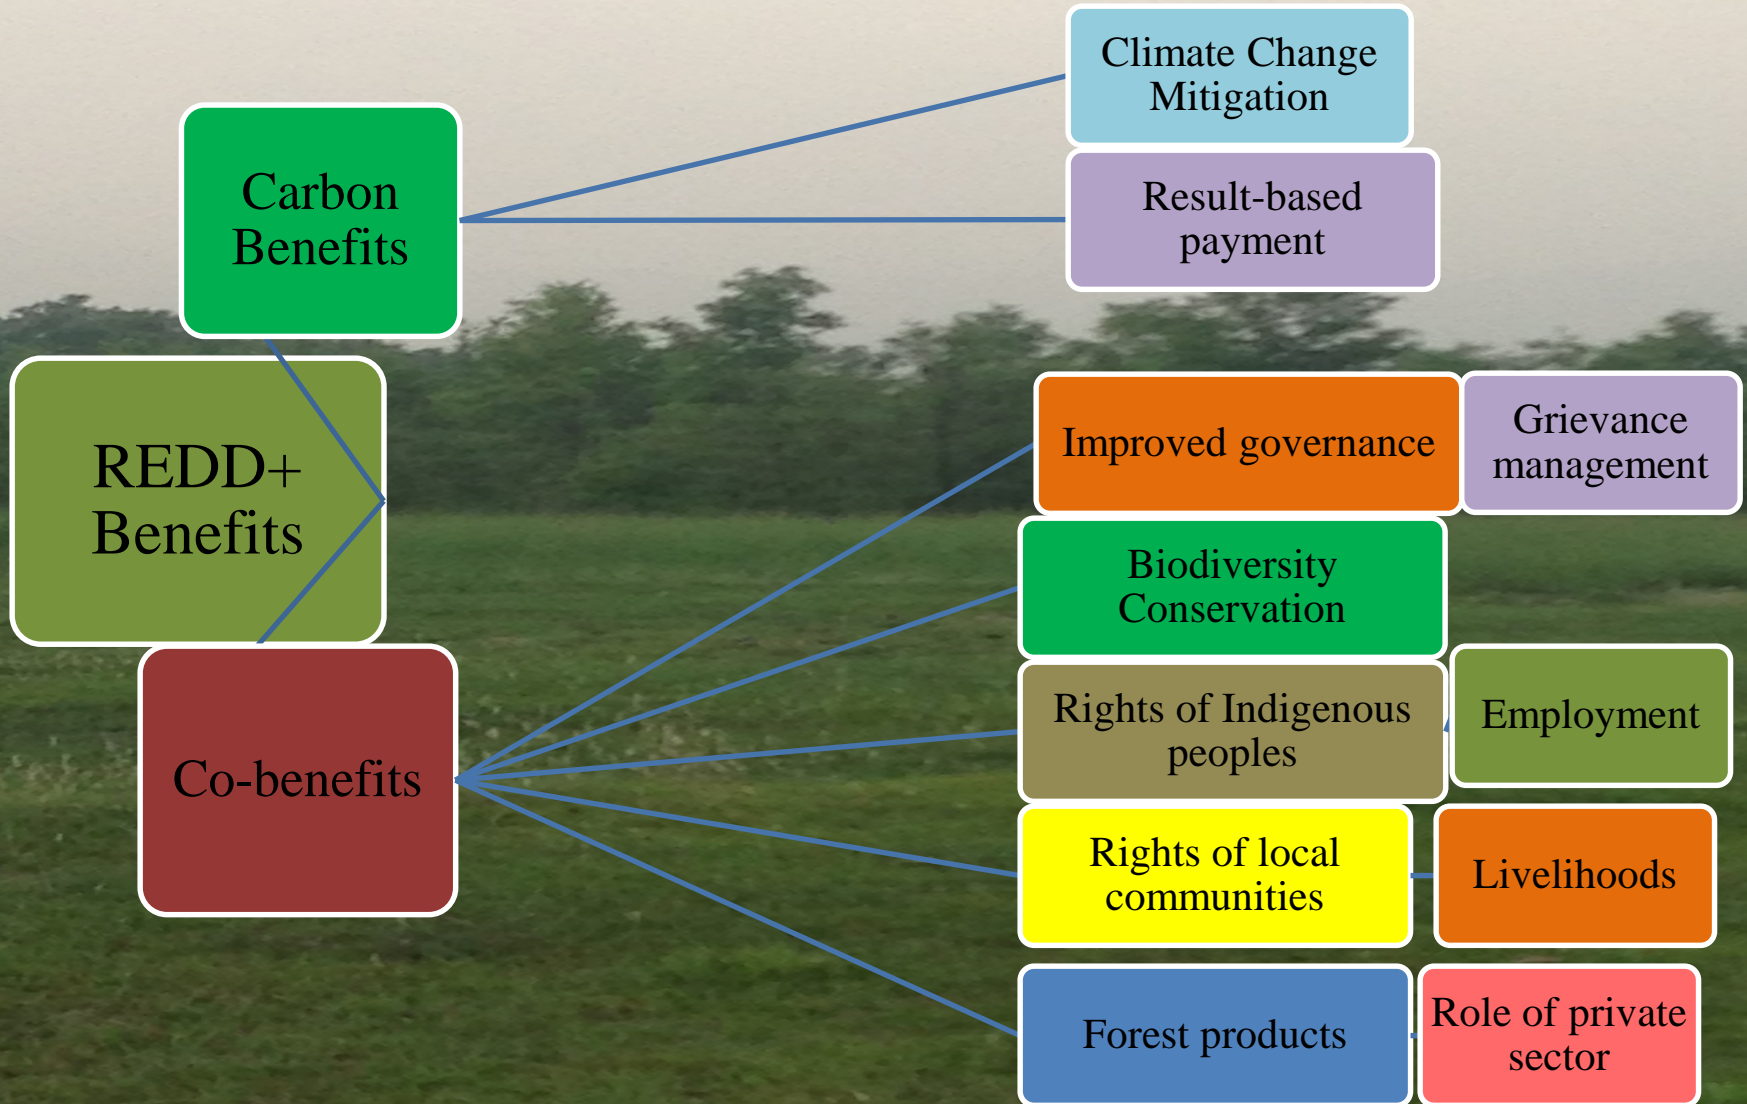 Climate Change
Mitigation
Carbon
Benefits
Result-based
payment
REDD+
Benefits
Improved governance
Grievance
management
Biodiversity
Conservation
Co-benefits
Rights of Indigenous
peoples
Employment
Rights of local
communities
Livelihoods
Forest products
Role of private
sector